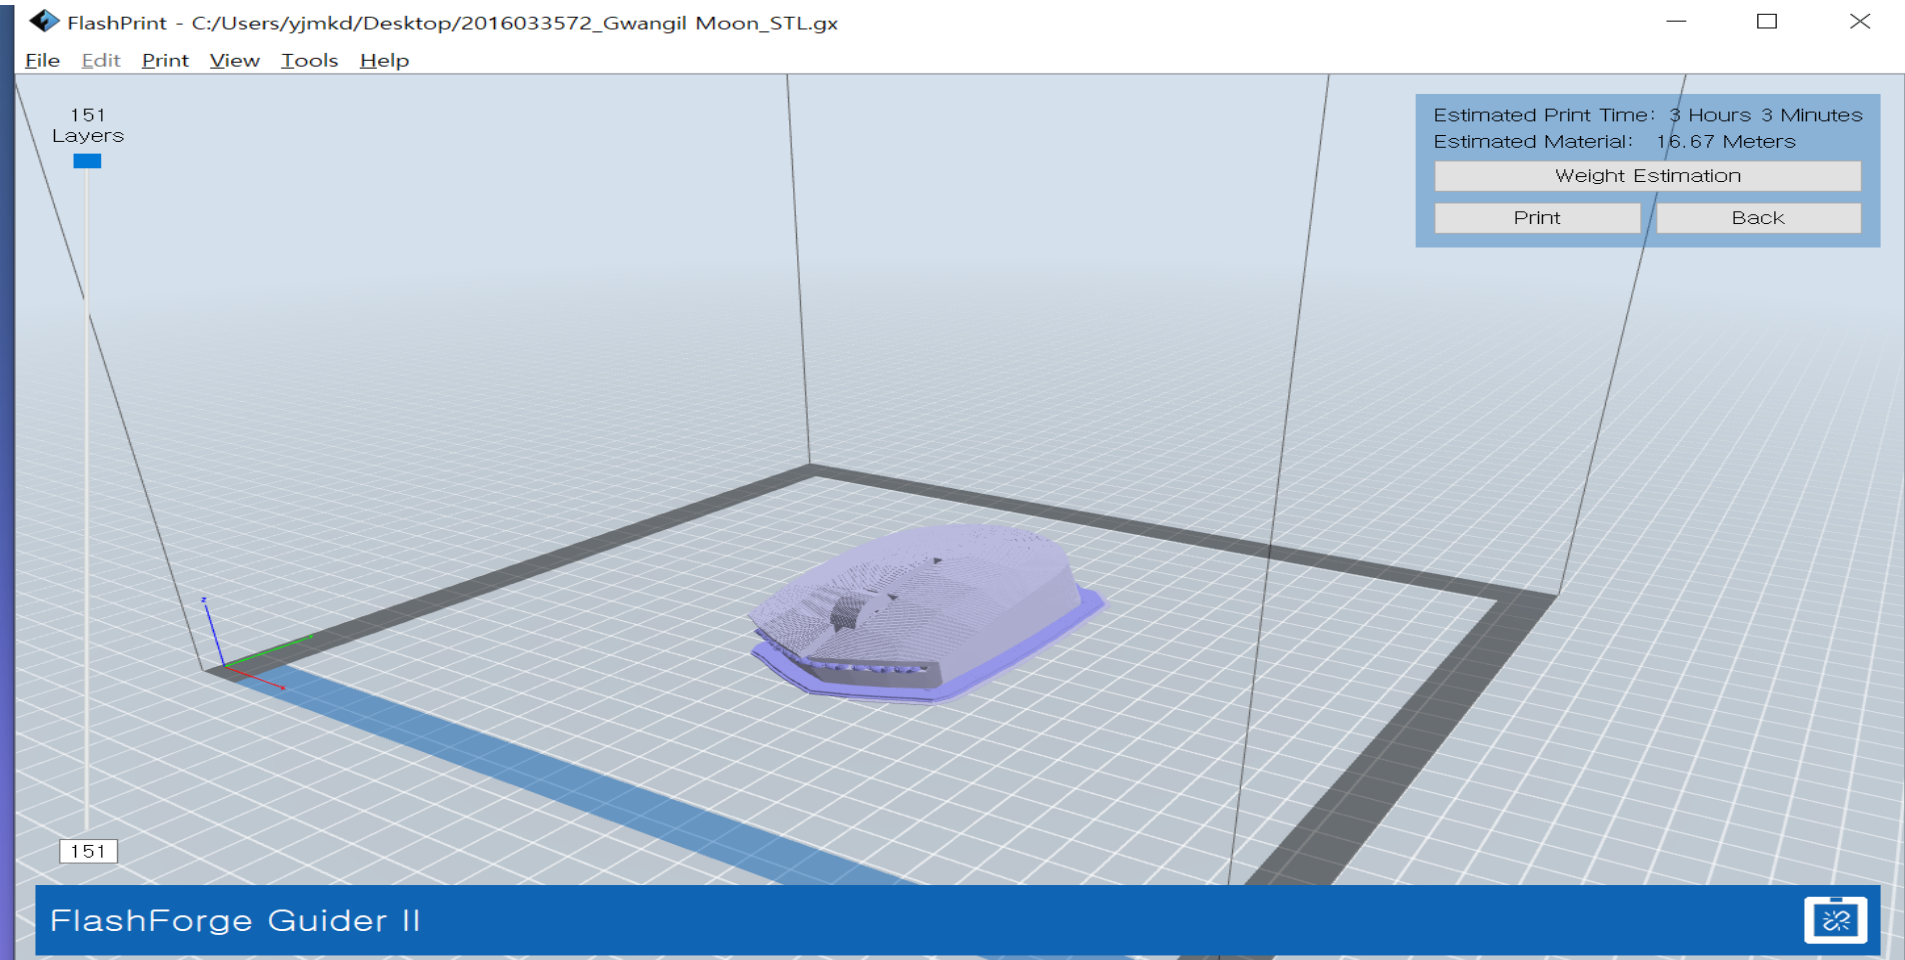 FlashPrint - C:/Users/yjmkd/Desktop/2016033572_Gwangil Moon_STL.gx
File Edit Print View Tools Help
151
Layers
Estimated Print Time: 3 Hours 3 Minutes
Estimated Material: 16.67 Meters
Weight Estimation
Print Back
z
151
FlashForge Guider II